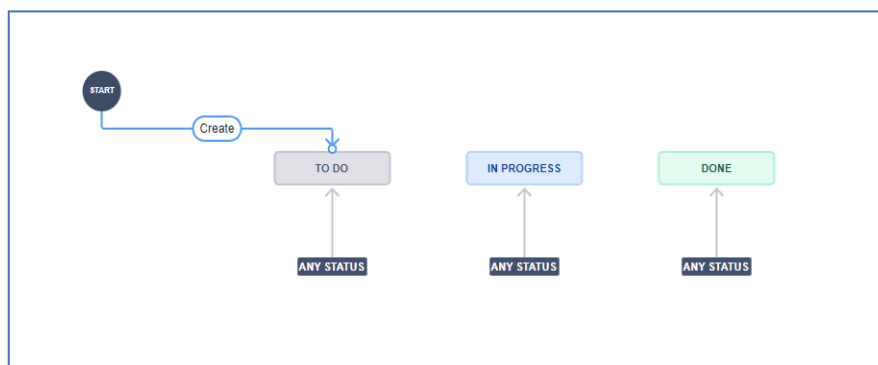 START
Create
TO DO
IN PROGRESS
DONE
ANY STATUS
ANY STATUS
ANY STATUS